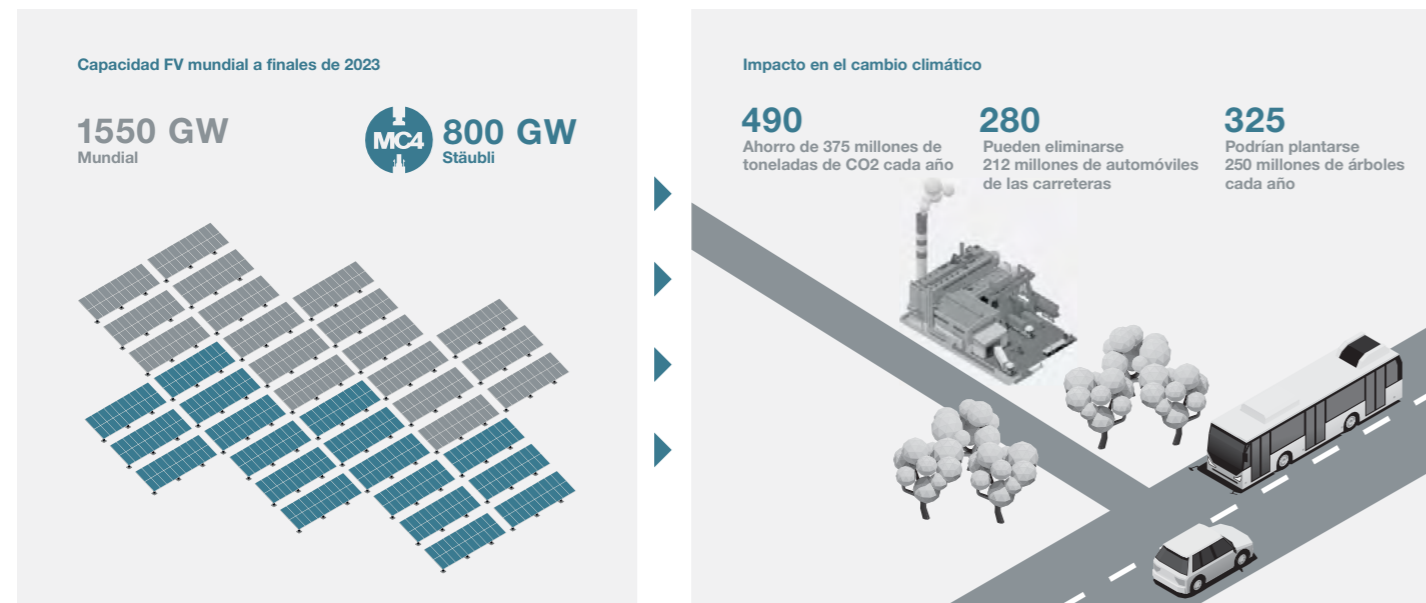 Capacidad FV mundial a finales de 2023
1550 GW
Mundial
MC4
800 GW
Stäubli
Impacto en el cambio climático
490
Ahorro de 375 millones de
toneladas de CO2 cada año
280
Pueden eliminarse
212 millones de automóviles
de las carreteras
325
Podrían plantarse
250 millones de árboles
cada año